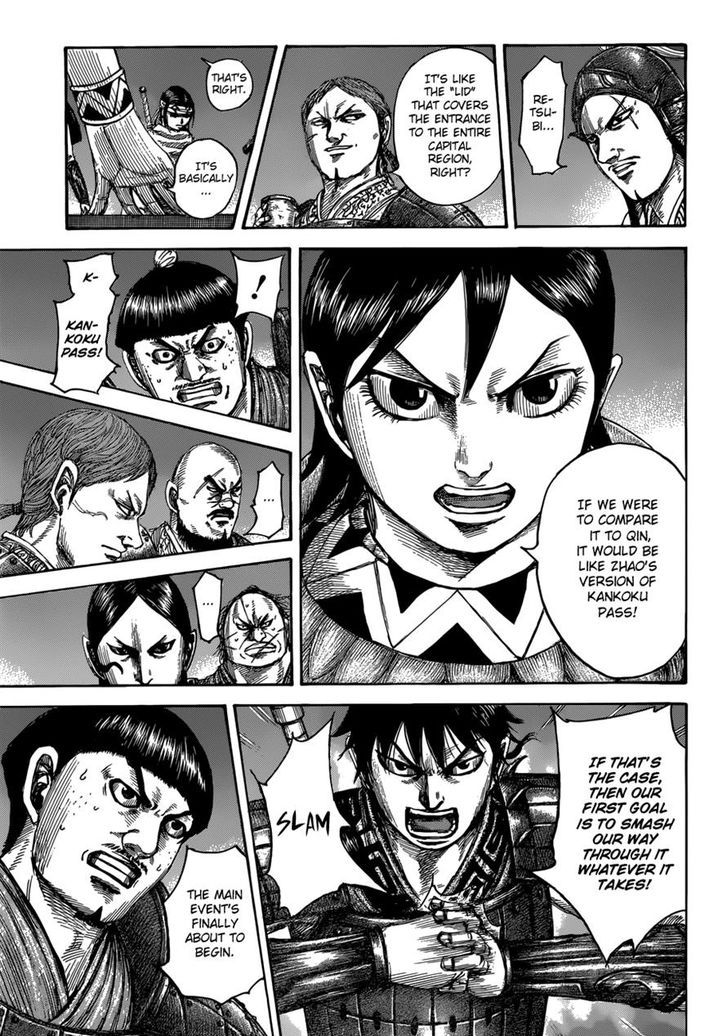 RE-
TSU-
BI...
IT'S LIKE
THE "LID"
THAT COVERS
THE ENTRANCE
TO THE ENTIRE
CAPITAL
REGION,
RIGHT?
THAT'S
RIGHT.
IT'S
BASICALLY
...
IF WE WERE
TO COMPARE
IT TO QIN,
IT WOULD BE
LIKE ZHAO'S
VERSION OF
KANKOKU
PASS!
!
K-
KAN-
KOKU
PASS!
...
...
IF THAT'S
THE CASE,
THEN OUR
FIRST GOAL
IS TO SMASH
OUR WAY
THROUGH IT
WHATEVER IT
TAKES!
SLAM
THE MAIN
EVENT'S
FINALLY
ABOUT TO
BEGIN.